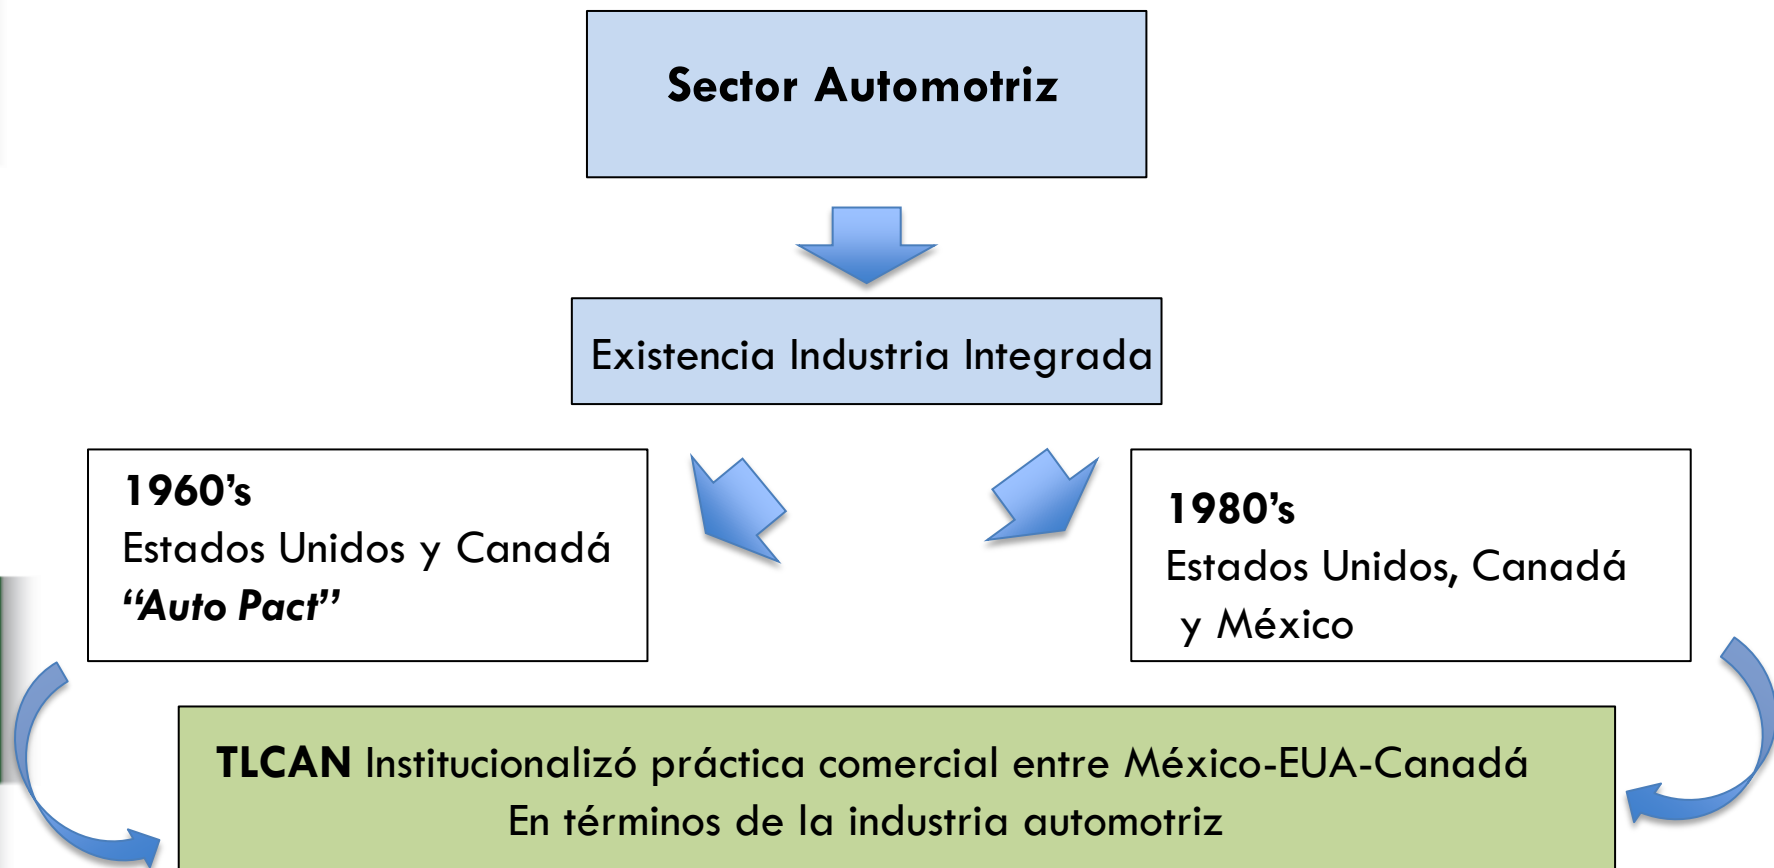 Sector Automotriz
Existencia Industria Integrada
1960’s
Estados Unidos y Canadá
“Auto Pact”
1980’s
Estados Unidos, Canadá
y México
TLCAN Institucionalizó práctica comercial entre México-EUA-Canadá
En términos de la industria automotriz